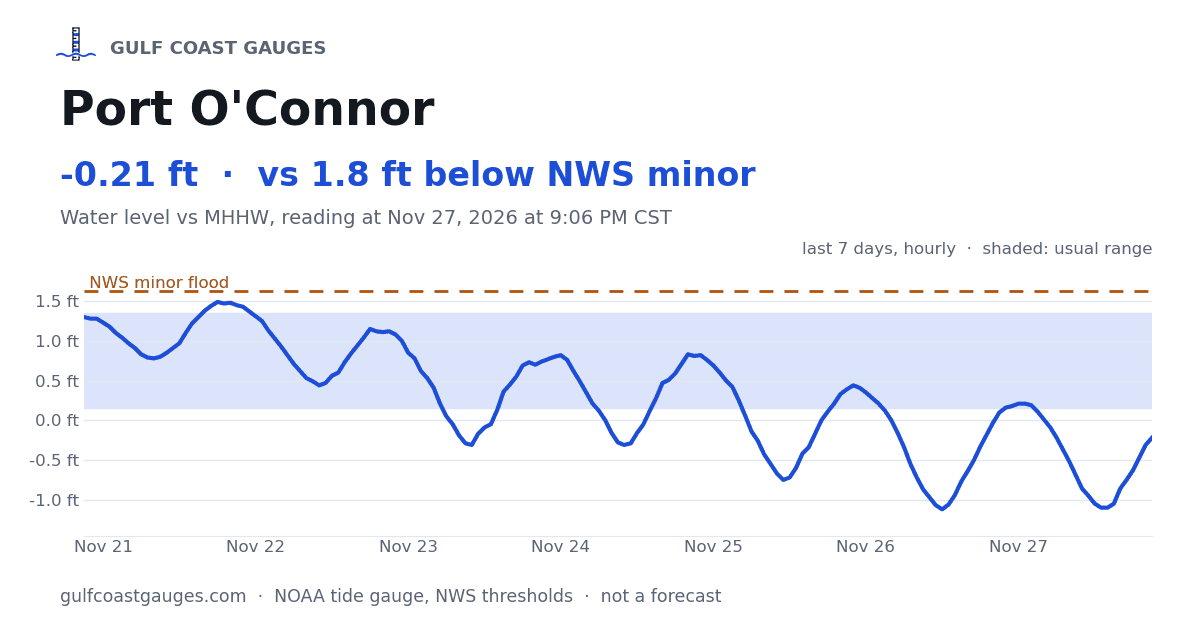 GULF COAST GAUGES
Port O'Connor
-0.21 ft · vs 1.8 ft below NWS minor
Water level vs MHHW, reading at Nov 27, 2026 at 9:06 PM CST
last 7 days, hourly · shaded: usual range
NWS minor flood
1.5 ft
1.0 ft
0.5 ft
0.0 ft
-0.5 ft
-1.0 ft
Nov 21 Nov 22 Nov 23 Nov 24 Nov 25 Nov 26 Nov 27
gulfcoastgauges.com · NOAA tide gauge, NWS thresholds · not a forecast